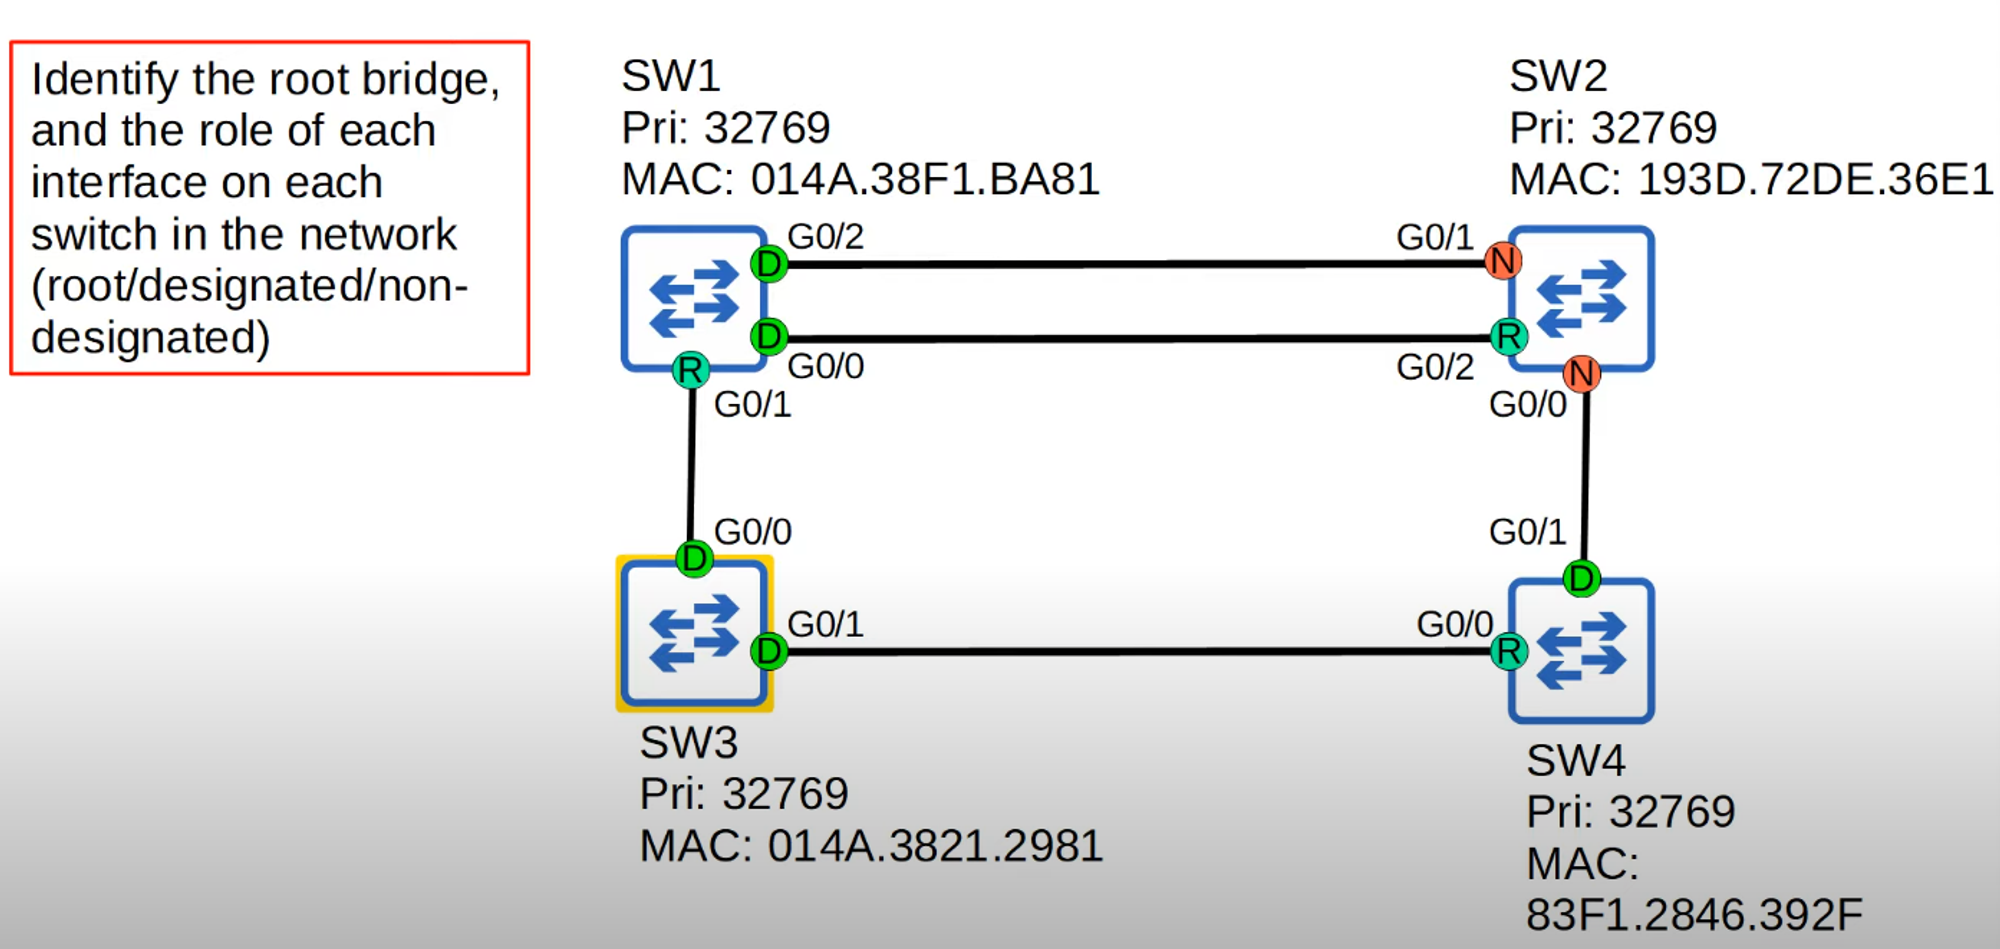 Identify the root bridge,
and the role of each
interface on each
switch in the network
(root/designated/non-
designated)
SW1
Pri: 32769
MAC: 014A.38F1.BA81
SW2
Pri: 32769
MAC: 193D.72DE.36E1
G0/2
G0/1
D
N
D
R
G0/0
G0/2
R
N
G0/1
G0/0
G0/0
G0/1
D
D
G0/1
G0/0
D
R
SW3
Pri: 32769
MAC: 014A.3821.2981
SW4
Pri: 32769
MAC:
83F1.2846.392F